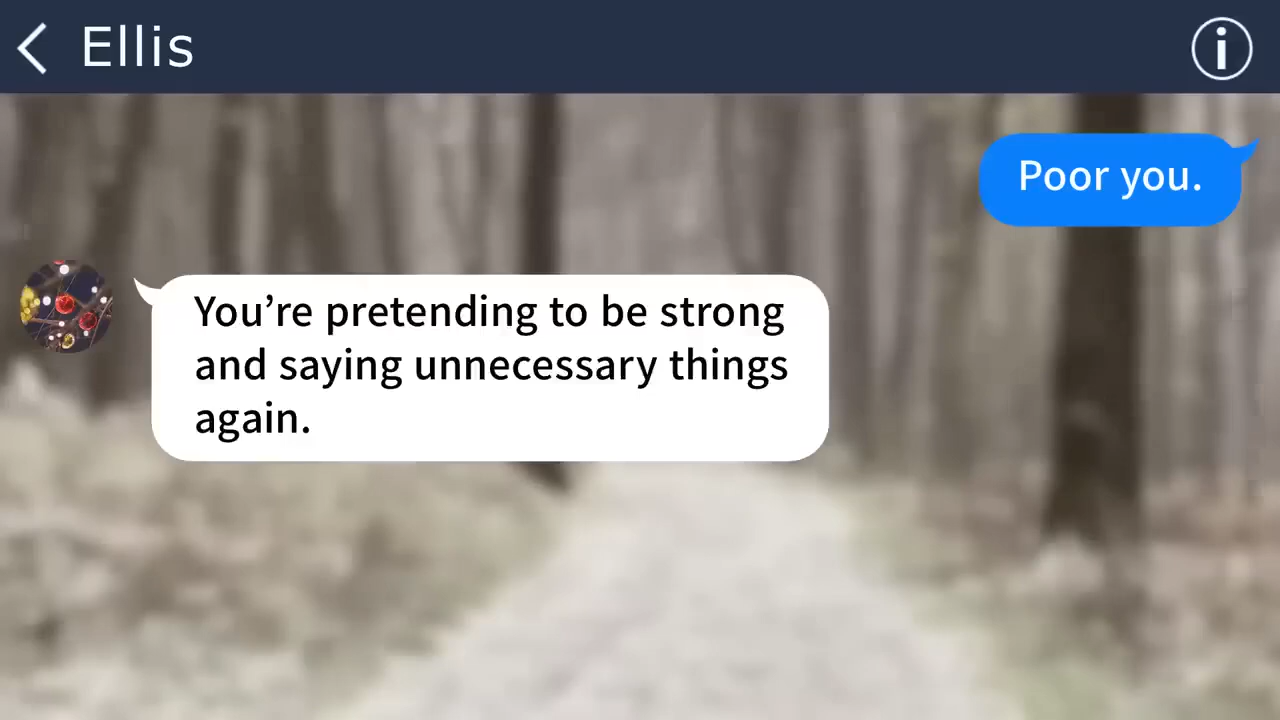 Ellis
Poor you.
You’re pretending to be strong
and saying unnecessary things
again.